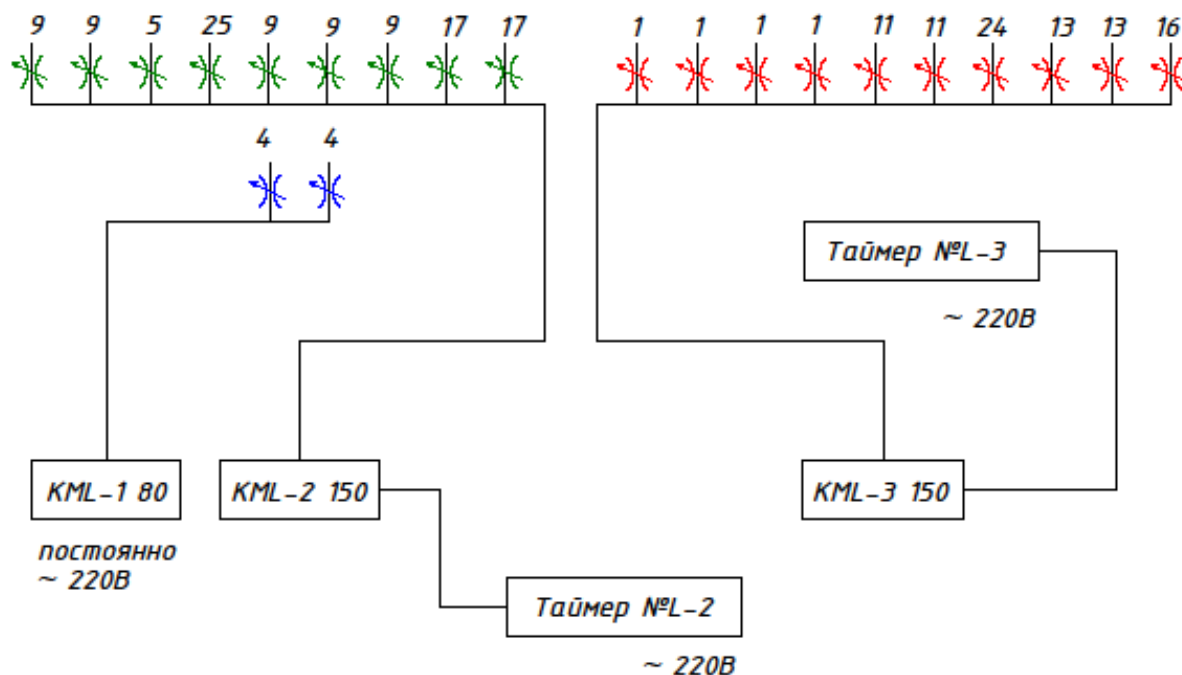 9 9 5 25 9 9 9 17 17 1 1 1 1 11 11 24 13 13 16
4 4
Таймер №L-3
~ 220В
KML-1 80 KML-2 150 KML-3 150
постоянно
~ 220В
Таймер №L-2
~ 220В